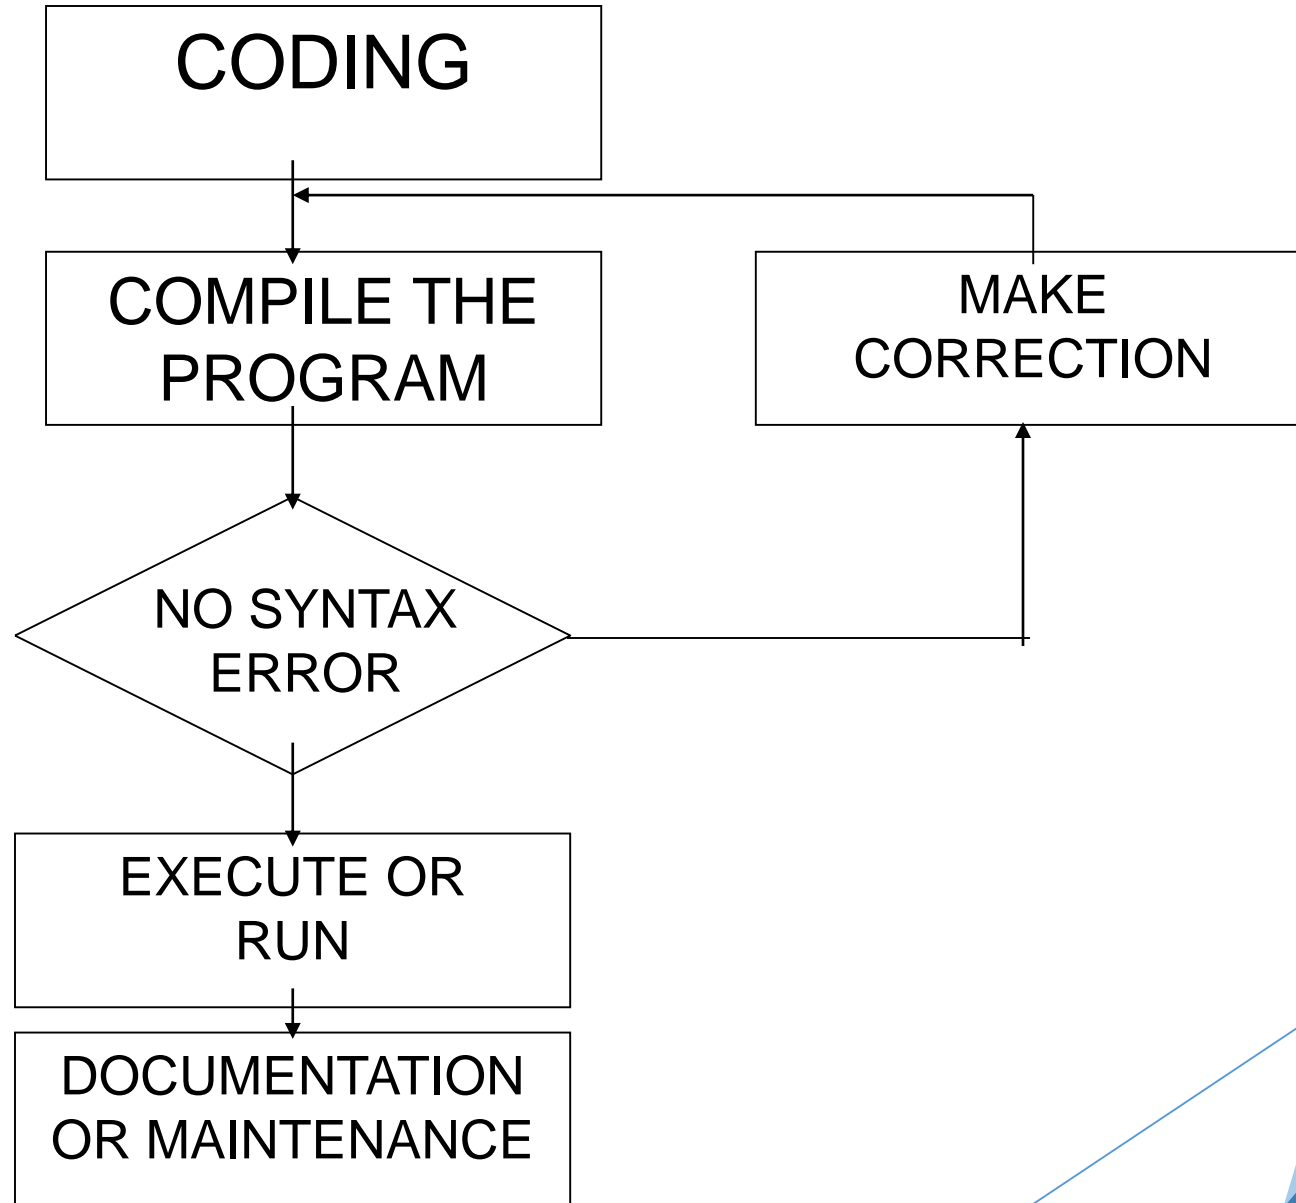 CODING
COMPILE THE
PROGRAM
MAKE
CORRECTION
NO SYNTAX
ERROR
EXECUTE OR
RUN
DOCUMENTATION
OR MAINTENANCE